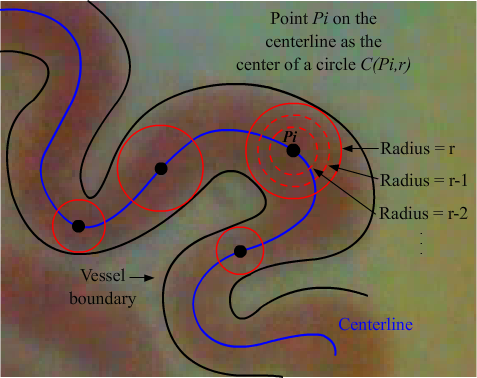 Point Pi on the
centerline as the
center of a circle C(Pi,r)
Pi
Radius = r
Radius = r-1
Radius = r-2
Vessel
boundary
Centerline